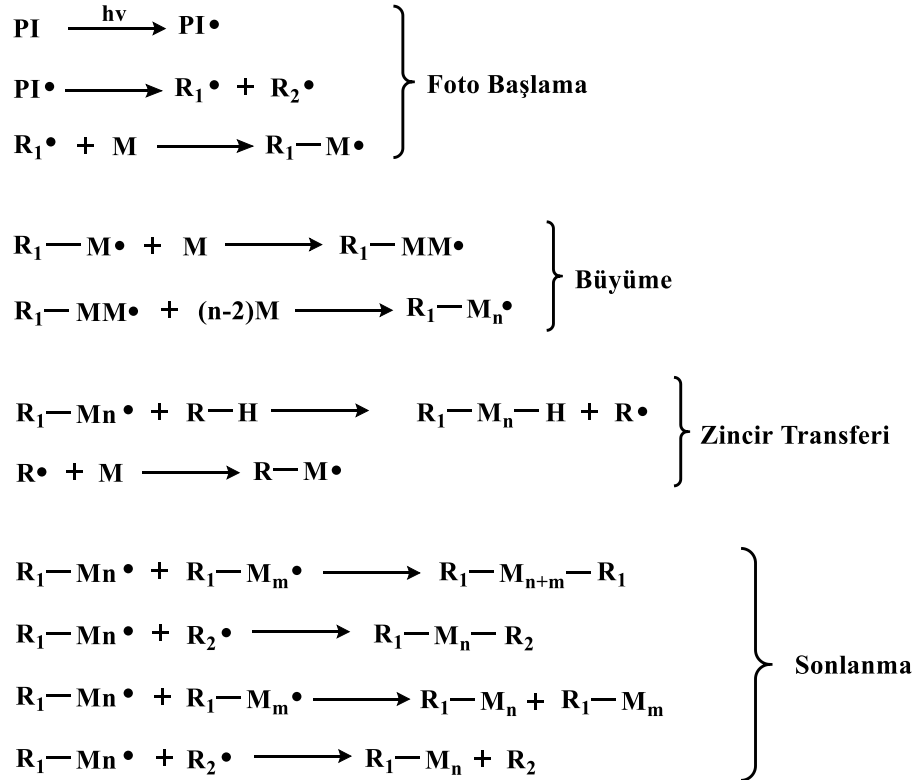 PI hv ⟶ PI•
PI• ⟶ R₁• + R₂•
Foto Başlama
R₁• + M ⟶ R₁—M•
R₁—M• + M ⟶ R₁—MM•
Büyüme
R₁—MM• + (n-2)M ⟶ R₁—Mₙ•
R₁—Mn• + R—H ⟶ R₁—Mₙ—H + R•
Zincir Transferi
R• + M ⟶ R—M•
R₁—Mn• + R₁—Mₘ• ⟶ R₁—Mₙ₊ₘ—R₁
R₁—Mn• + R₂• ⟶ R₁—Mₙ—R₂
Sonlanma
R₁—Mn• + R₁—Mₘ• ⟶ R₁—Mₙ + R₁—Mₘ
R₁—Mn• + R₂• ⟶ R₁—Mₙ + R₂